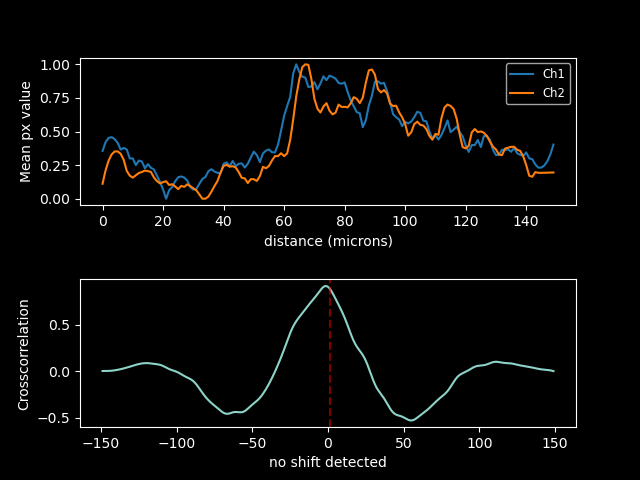 1.00
0.75
0.50
0.25
0.00
Mean px value
Ch1
Ch2
0 20 40 60 80 100 120 140
distance (microns)
0.5
0.0
−0.5
Crosscorrelation
−150 −100 −50 0 50 100 150
no shift detected